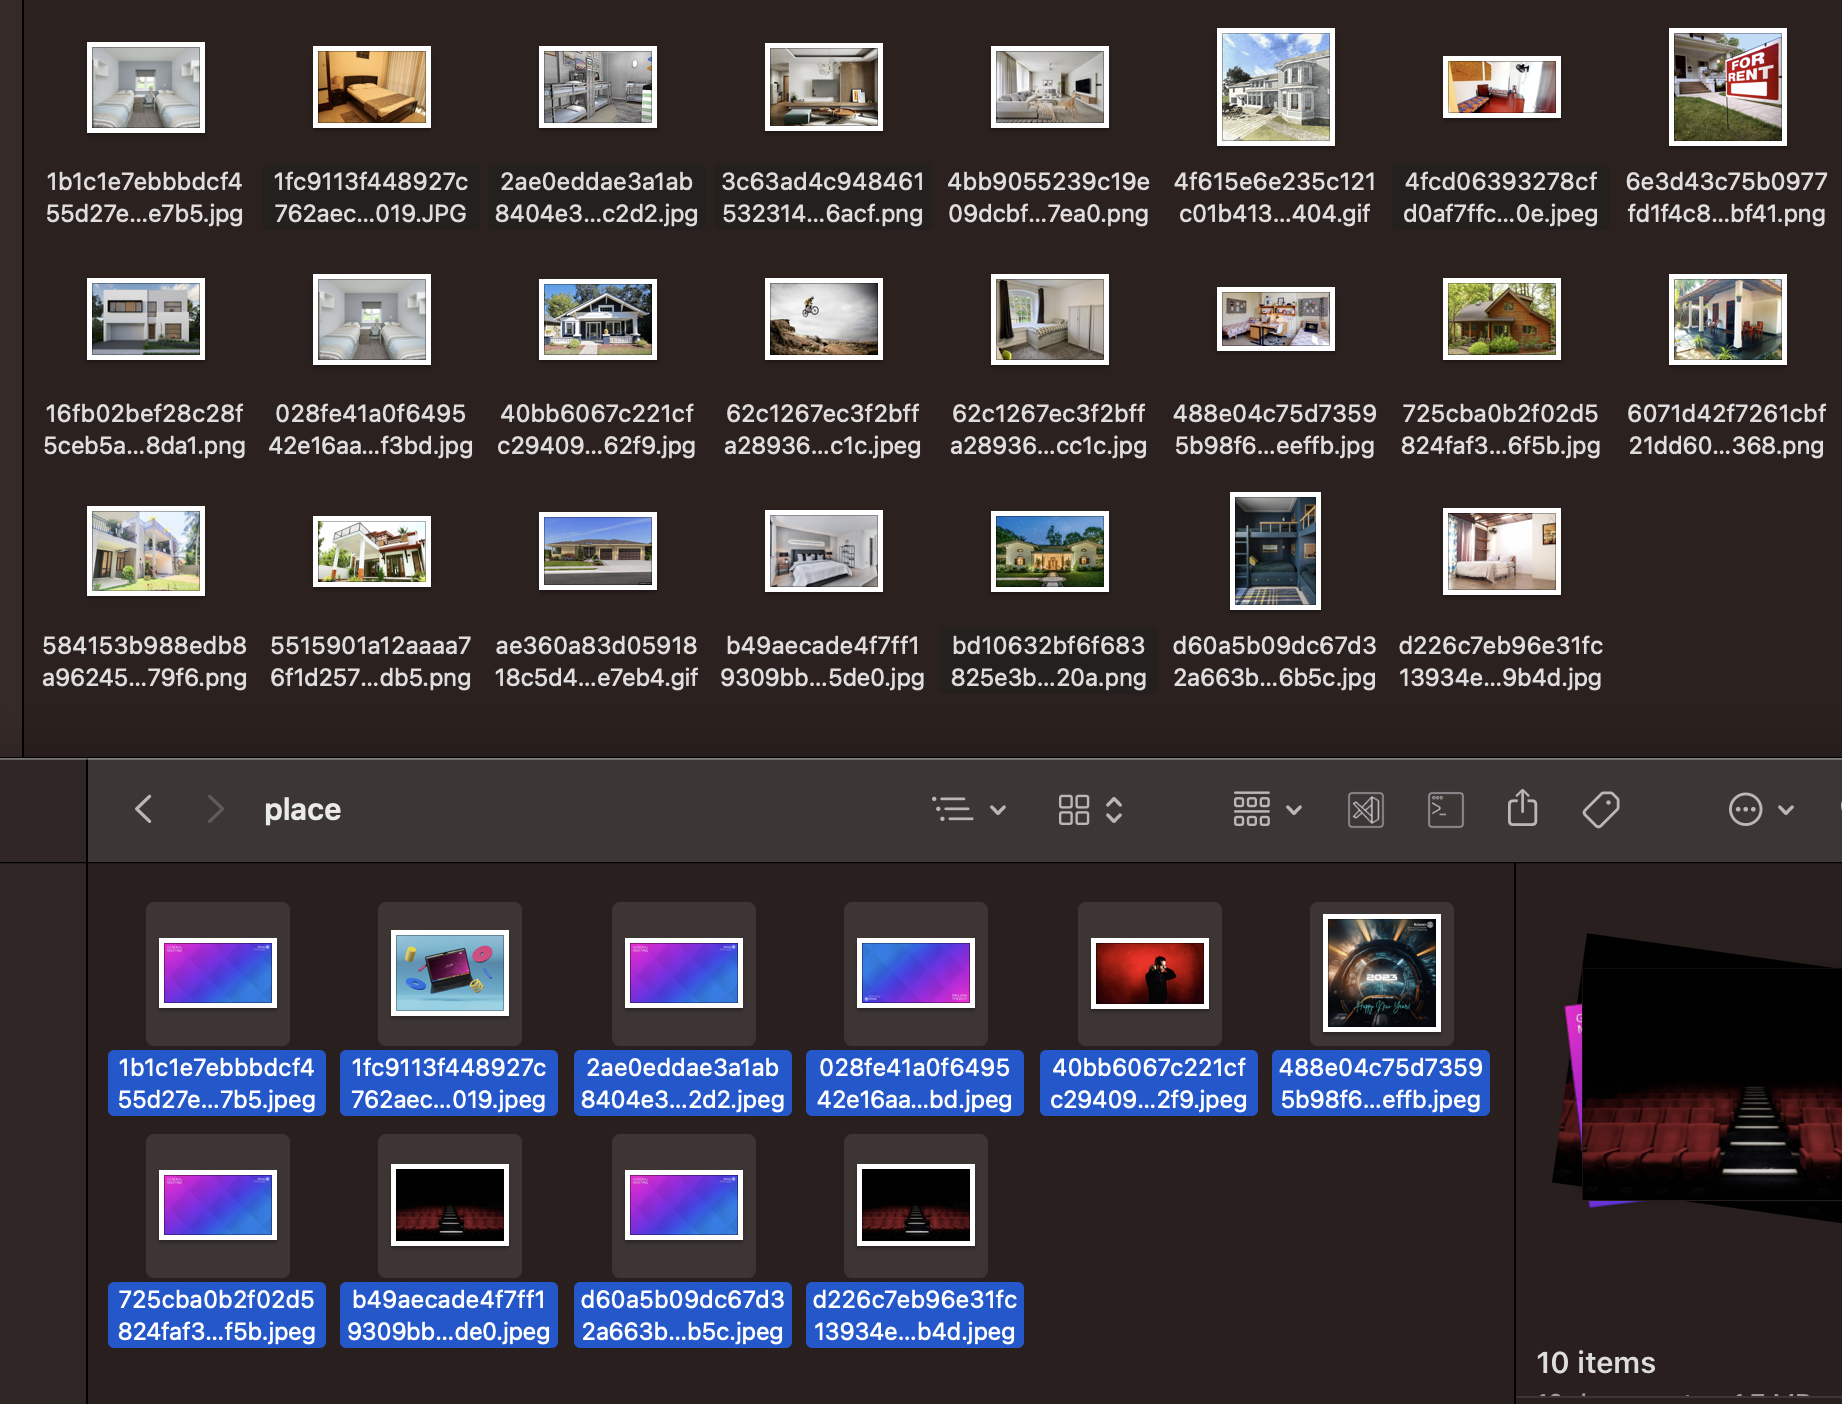 FOR
RENT
1b1c1e7ebbbdcf4
55d27e...e7b5.jpg
1fc9113f448927c
762aec...019.JPG
2ae0eddae3a1ab
8404e3...c2d2.jpg
3c63ad4c948461
532314...6acf.png
4bb9055239c19e
09dcbf...7ea0.png
4f615e6e235c121
c01b413...404.gif
4fcd06393278cf
d0af7ffc...0e.jpeg
6e3d43c75b0977
fd1f4c8...bf41.png
16fb02bef28c28f
5ceb5a...8da1.png
028fe41a0f6495
42e16aa...f3bd.jpg
40bb6067c221cf
c29409...62f9.jpg
62c1267ec3f2bff
a28936...c1c.jpeg
62c1267ec3f2bff
a28936...cc1c.jpg
488e04c75d7359
5b98f6...eeffb.jpg
725cba0b2f02d5
824faf3...6f5b.jpg
6071d42f7261cbf
21dd60...368.png
584153b988edb8
a96245...79f6.png
5515901a12aaaa7
6f1d257...db5.png
ae360a83d05918
18c5d4...e7eb4.gif
b49aecade4f7ff1
9309bb...5de0.jpg
bd10632bf6f683
825e3b...20a.png
d60a5b09dc67d3
2a663b...6b5c.jpg
d226c7eb96e31fc
13934e...9b4d.jpg
place
2023
Happy New Year!
1b1c1e7ebbbdcf4
55d27e...7b5.jpeg
1fc9113f448927c
762aec...019.jpeg
2ae0eddae3a1ab
8404e3...2d2.jpeg
028fe41a0f6495
42e16aa...bd.jpeg
40bb6067c221cf
c29409...2f9.jpeg
488e04c75d7359
5b98f6...effb.jpeg
725cba0b2f02d5
824faf3...f5b.jpeg
b49aecade4f7ff1
9309bb...de0.jpeg
d60a5b09dc67d3
2a663b...b5c.jpeg
d226c7eb96e31fc
13934e...b4d.jpeg
10 items